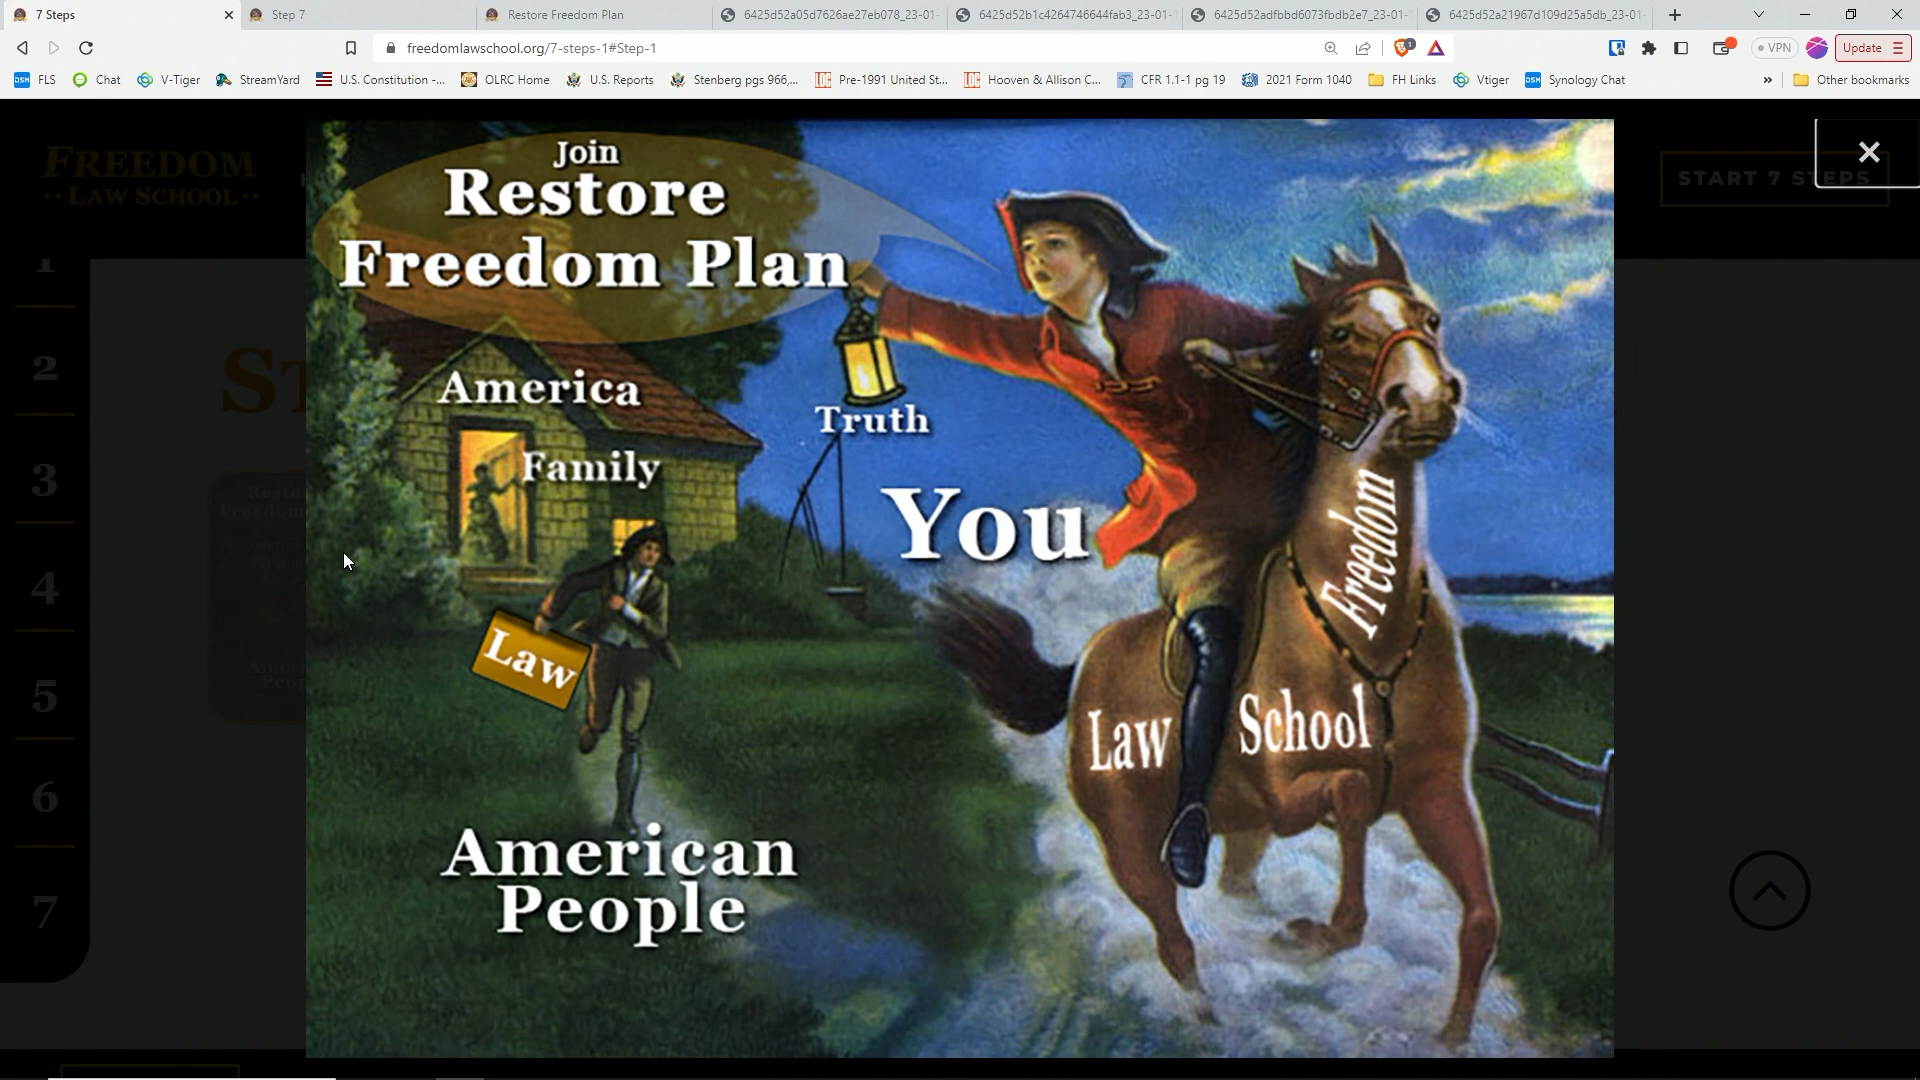 7 Steps
Step 7
Restore Freedom Plan
6425d52a05d7626ae27eb078_23-01-
6425d52b1c4264746644fab3_23-01-
6425d52adfbbd6073fbdb2e7_23-01-
6425d52a21967d109d25a5db_23-01-
freedomlawschool.org/7-steps-1#Step-1
1
VPN
Update
DSM FLS
Chat
V-Tiger
StreamYard
U.S. Constitution -...
OLRC Home
U.S. Reports
Stenberg pgs 966,...
Pre-1991 United St...
Hooven & Allison C...
CFR 1.1-1 pg 19
2021 Form 1040
FH Links
Vtiger
DSM Synology Chat
»
Other bookmarks
Freedom
Law School
START 7 STEPS
Join
Restore
Freedom Plan
America
Family
Truth
You
Freedom
Law
Law School
American
People
1
2
3
4
5
6
7